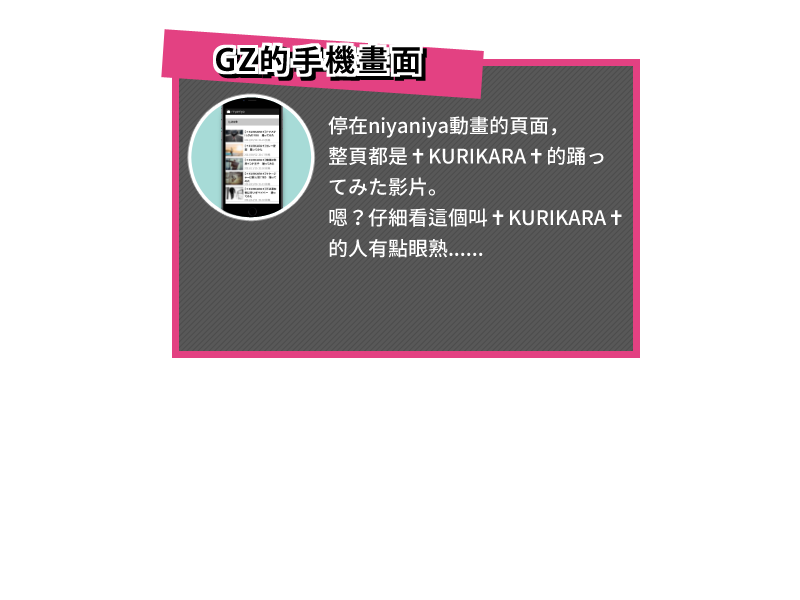 GZ的手機畫面
停在niyaniya動畫的頁面，
整頁都是✝KURIKARA✝的踊っ
てみた影片。
嗯？仔細看這個叫✝KURIKARA✝
的人有點眼熟......